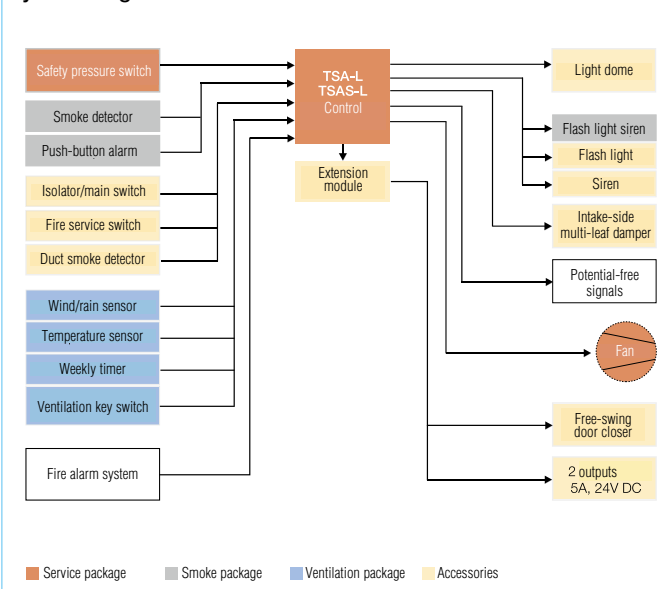 Safety pressure switch
Smoke detector
Push-button alarm
Isolator/main switch
Fire service switch
Duct smoke detector
Wind/rain sensor
Temperature sensor
Weekly timer
Ventilation key switch
Fire alarm system
TSA-L
TSAS-L
Control
Extension
module
Light dome
Flash light siren
Flash light
Siren
Intake-side
multi-leaf damper
Potential-free
signals
Fan
Free-swing
door closer
2 outputs
5A, 24V DC
Service package
Smoke package
Ventilation package
Accessories